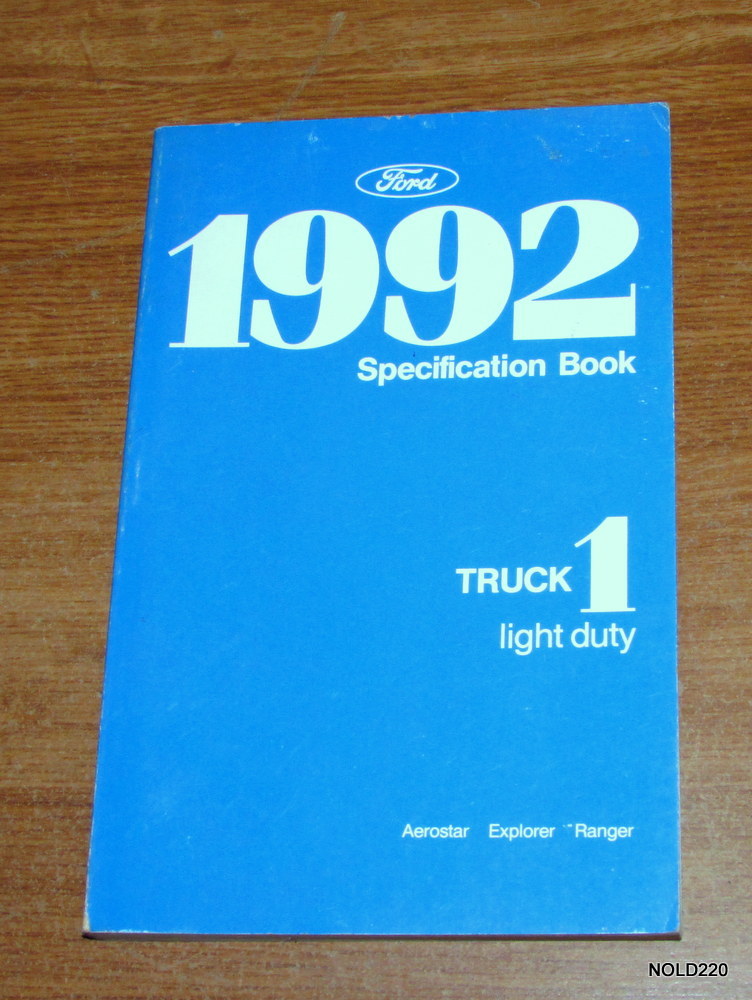 Ford
1992
Specification Book
TRUCK 1
light duty
Aerostar Explorer Ranger
NOLD220